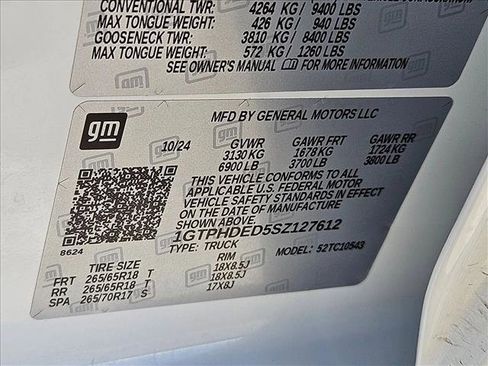 CONVENTIONAL TWR: 4264 KG / 9400 LBS
MAX TONGUE WEIGHT: 426 KG / 940 LBS
GOOSENECK TWR: 3810 KG / 8400 LBS
MAX TONGUE WEIGHT: 572 KG / 1260 LBS
SEE OWNER'S MANUAL FOR MORE INFORMATION
gm
MFD BY GENERAL MOTORS LLC
10/24 GVWR GAWR FRT GAWR RR
3130 KG 1678 KG 1724 KG
6900 LB 3700 LB 3800 LB
THIS VEHICLE CONFORMS TO ALL
APPLICABLE U.S. FEDERAL MOTOR
VEHICLE SAFETY STANDARDS IN EFFECT
ON THE DATE OF MANUFACTURE
SHOWN ABOVE.
1GTPHDED5SZ127612
8624 TYPE: TRUCK MODEL: 52TC10543
TIRE SIZE RIM
FRT 265/65R18 T 18X8.5J
RR 265/65R18 T 18X8.5J
SPA 265/70R17 S 17X8J